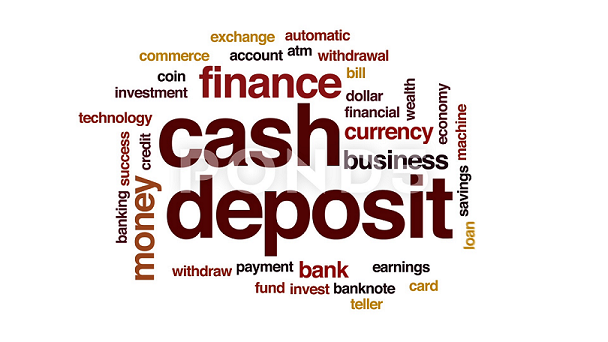 exchange automatic
commerce account atm withdrawal
coin finance bill
investment dollar wealth
technology cash financial economy
success credit currency machine
business
POND5
banking money deposit savings
loan
withdraw payment bank earnings
fund invest banknote card
teller